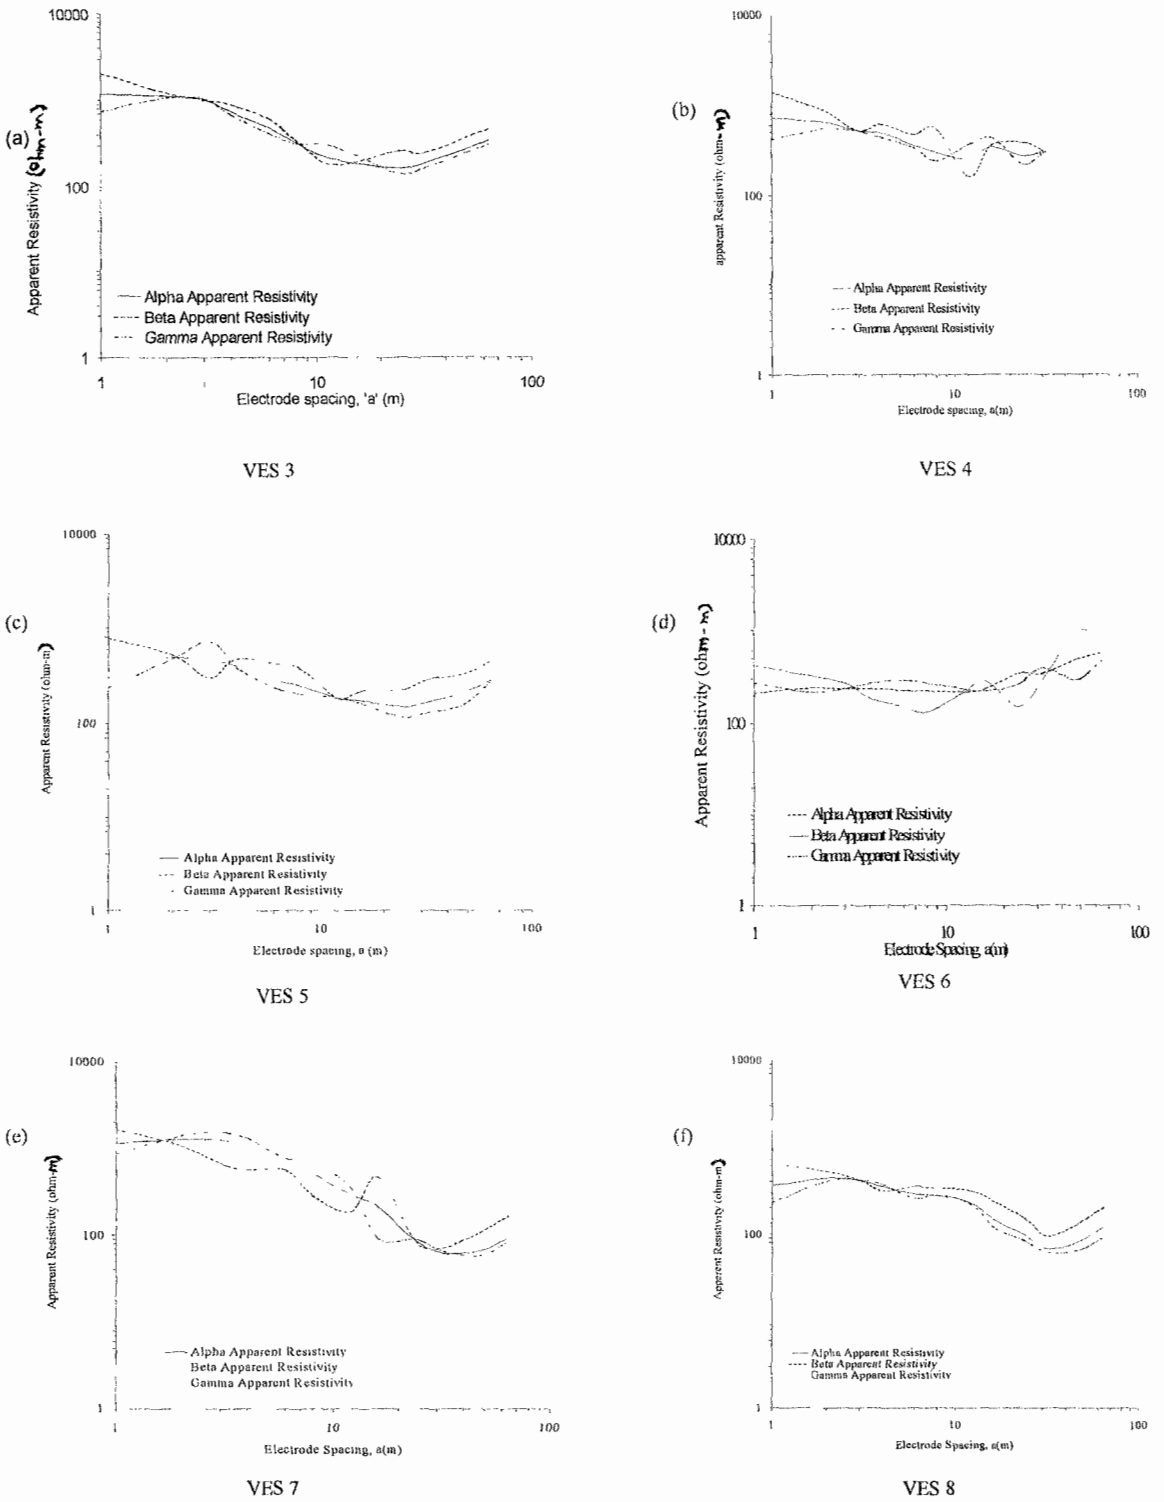 (a)
Apparent Resistivity (ohm-m)
10000
100
1
Alpha Apparent Resistivity
Beta Apparent Resistivity
Gamma Apparent Resistivity
1
10
100
Electrode spacing, 'a' (m)
VES 3
(b)
apparent Resistivity (ohm-m)
10000
100
1
Alpha Apparent Resistivity
Beta Apparent Resistivity
Gamma Apparent Resistivity
1
10
100
Electrode spacing, a(m)
VES 4
(c)
Apparent Resistivity (ohm-m)
10000
100
1
Alpha Apparent Resistivity
Beta Apparent Resistivity
Gamma Apparent Resistivity
1
10
100
Electrode spacing, a (m)
VES 5
(d)
Apparent Resistivity (ohm-m)
10000
100
1
Alpha Apparent Resistivity
Beta Apparent Resistivity
Gamma Apparent Resistivity
1
10
100
Electrode Spacing, a(m)
VES 6
(e)
Apparent Resistivity (ohm-m)
10000
100
1
Alpha Apparent Resistivity
Beta Apparent Resistivity
Gamma Apparent Resistivity
1
10
100
Electrode Spacing, a(m)
VES 7
(f)
Apparent Resistivity (ohm-m)
10000
100
1
Alpha Apparent Resistivity
Beta Apparent Resistivity
Gamma Apparent Resistivity
1
10
100
Electrode Spacing, a(m)
VES 8